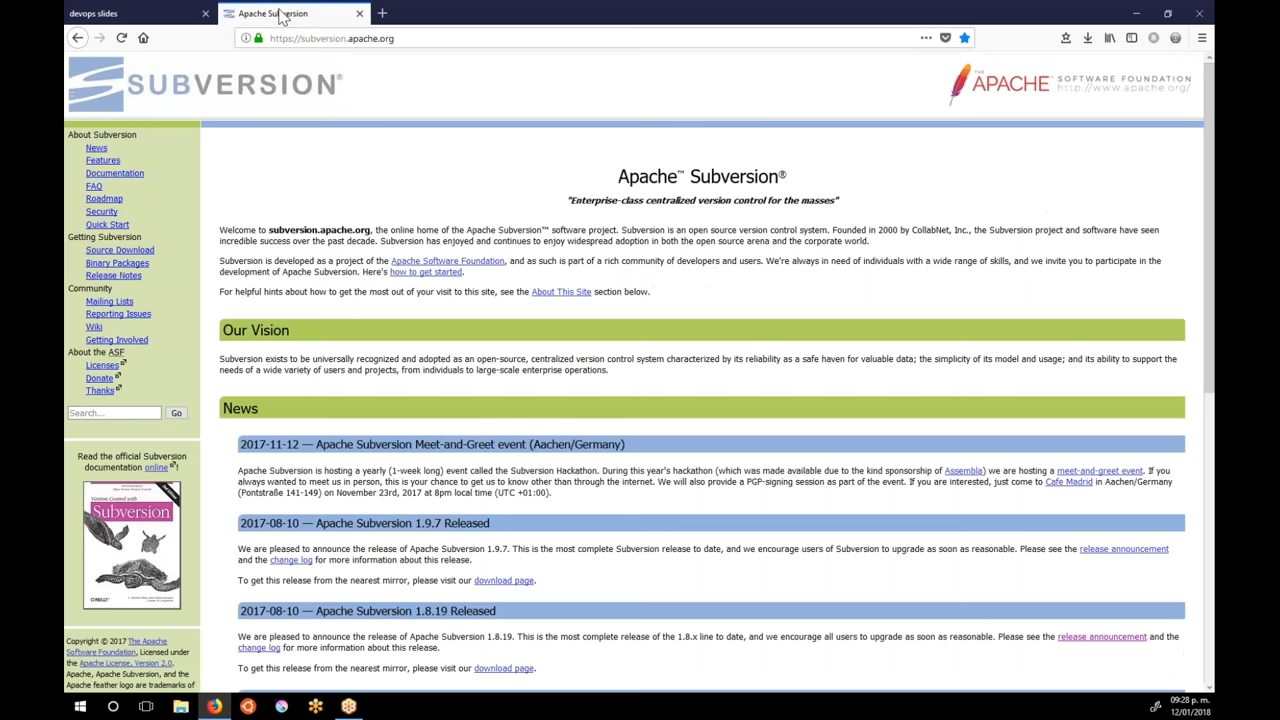 devops slides
Apache Subversion
https://subversion.apache.org
SUBVERSION®
THE APACHE® SOFTWARE FOUNDATION
http://www.apache.org/
About Subversion
News
Features
Documentation
FAQ
Roadmap
Security
Quick Start
Getting Subversion
Source Download
Binary Packages
Release Notes
Community
Mailing Lists
Reporting Issues
Wiki
Getting Involved
About the ASF
Licenses
Donate
Thanks
Search...
Go
Read the official Subversion
documentation online !
Version Control with
Subversion
O'REILLY
Copyright © 2017 The Apache
Software Foundation, Licensed under
the Apache License, Version 2.0.
Apache, Apache Subversion, and the
Apache feather logo are trademarks of
Apache™ Subversion®
"Enterprise-class centralized version control for the masses"
Welcome to subversion.apache.org, the online home of the Apache Subversion™ software project. Subversion is an open source version control system. Founded in 2000 by CollabNet, Inc., the Subversion project and software have seen
incredible success over the past decade. Subversion has enjoyed and continues to enjoy widespread adoption in both the open source arena and the corporate world.
Subversion is developed as a project of the Apache Software Foundation, and as such is part of a rich community of developers and users. We're always in need of individuals with a wide range of skills, and we invite you to participate in the
development of Apache Subversion. Here's how to get started.
For helpful hints about how to get the most out of your visit to this site, see the About This Site section below.
Our Vision
Subversion exists to be universally recognized and adopted as an open-source, centralized version control system characterized by its reliability as a safe haven for valuable data; the simplicity of its model and usage; and its ability to support the
needs of a wide variety of users and projects, from individuals to large-scale enterprise operations.
News
2017-11-12 — Apache Subversion Meet-and-Greet event (Aachen/Germany)
Apache Subversion is hosting a yearly (1-week long) event called the Subversion Hackathon. During this year's hackathon (which was made available due to the kind sponsorship of Assembla) we are hosting a meet-and-greet event. If you
always wanted to meet us in person, this is your chance to get us to know other than through the internet. We will also provide a PGP-signing session as part of the event. If you are interested, just come to Cafe Madrid in Aachen/Germany
(Pontstraße 141-149) on November 23rd, 2017 at 8pm local time (UTC +01:00).
2017-08-10 — Apache Subversion 1.9.7 Released
We are pleased to announce the release of Apache Subversion 1.9.7. This is the most complete Subversion release to date, and we encourage users of Subversion to upgrade as soon as reasonable. Please see the release announcement
and the change log for more information about this release.
To get this release from the nearest mirror, please visit our download page.
2017-08-10 — Apache Subversion 1.8.19 Released
We are pleased to announce the release of Apache Subversion 1.8.19. This is the most complete release of the 1.8.x line to date, and we encourage all users to upgrade as soon as reasonable. Please see the release announcement and the
change log for more information about this release.
To get this release from the nearest mirror, please visit our download page.
09:28 p. m.
12/01/2018